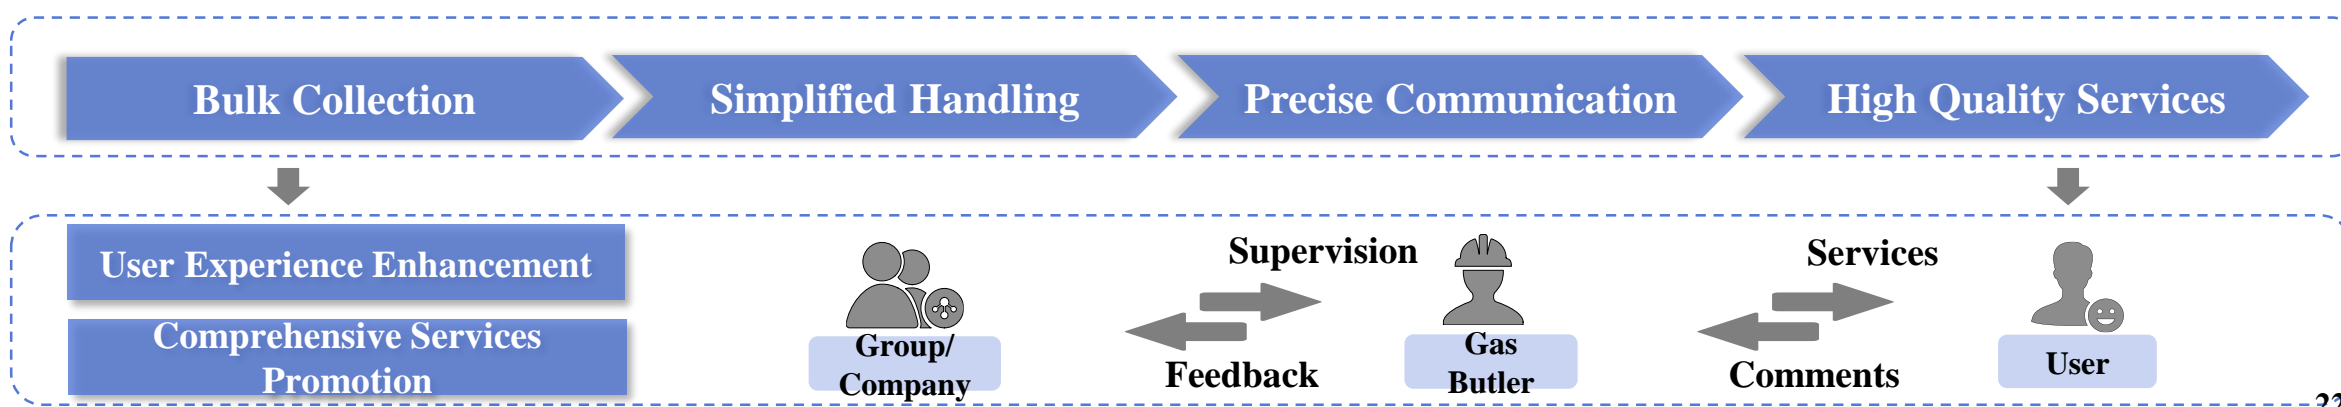 Bulk Collection
Simplified Handling
Precise Communication
High Quality Services
User Experience Enhancement
Comprehensive Services
Promotion
Group/
Company
Supervision
Feedback
Gas
Butler
Services
Comments
User